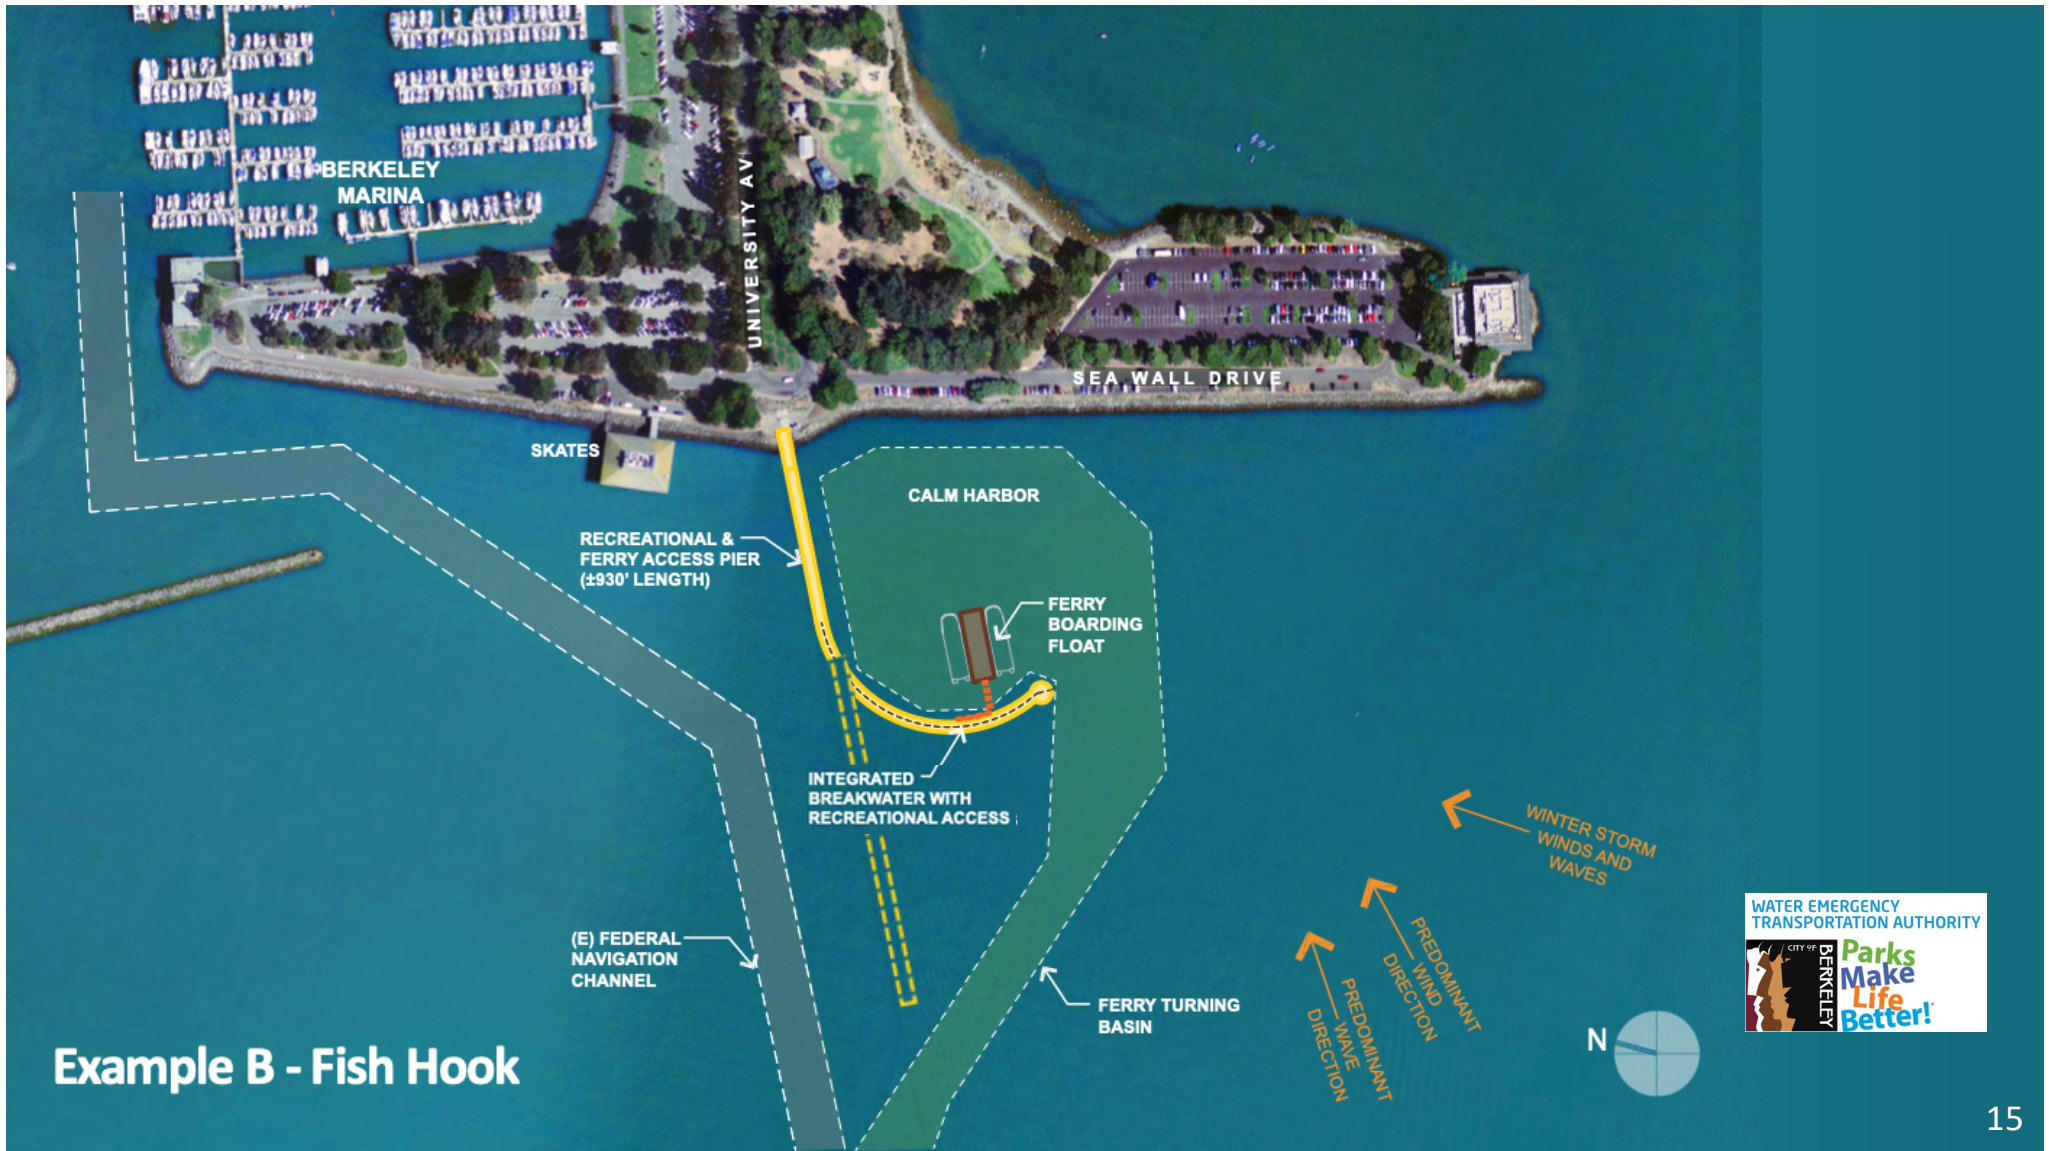 BERKELEY
MARINA
UNIVERSITY AV
SEA WALL DRIVE
SKATES
CALM HARBOR
RECREATIONAL &
FERRY ACCESS PIER
(±930’ LENGTH)
FERRY
BOARDING
FLOAT
INTEGRATED
BREAKWATER WITH
RECREATIONAL ACCESS
WINTER STORM
WINDS AND
WAVES
PREDOMINANT
WIND
DIRECTION
PREDOMINANT
WAVE
DIRECTION
(E) FEDERAL
NAVIGATION
CHANNEL
FERRY TURNING
BASIN
WATER EMERGENCY
TRANSPORTATION AUTHORITY
CITY OF
BERKELEY
Parks
Make
Life
Better!
N
Example B - Fish Hook
15